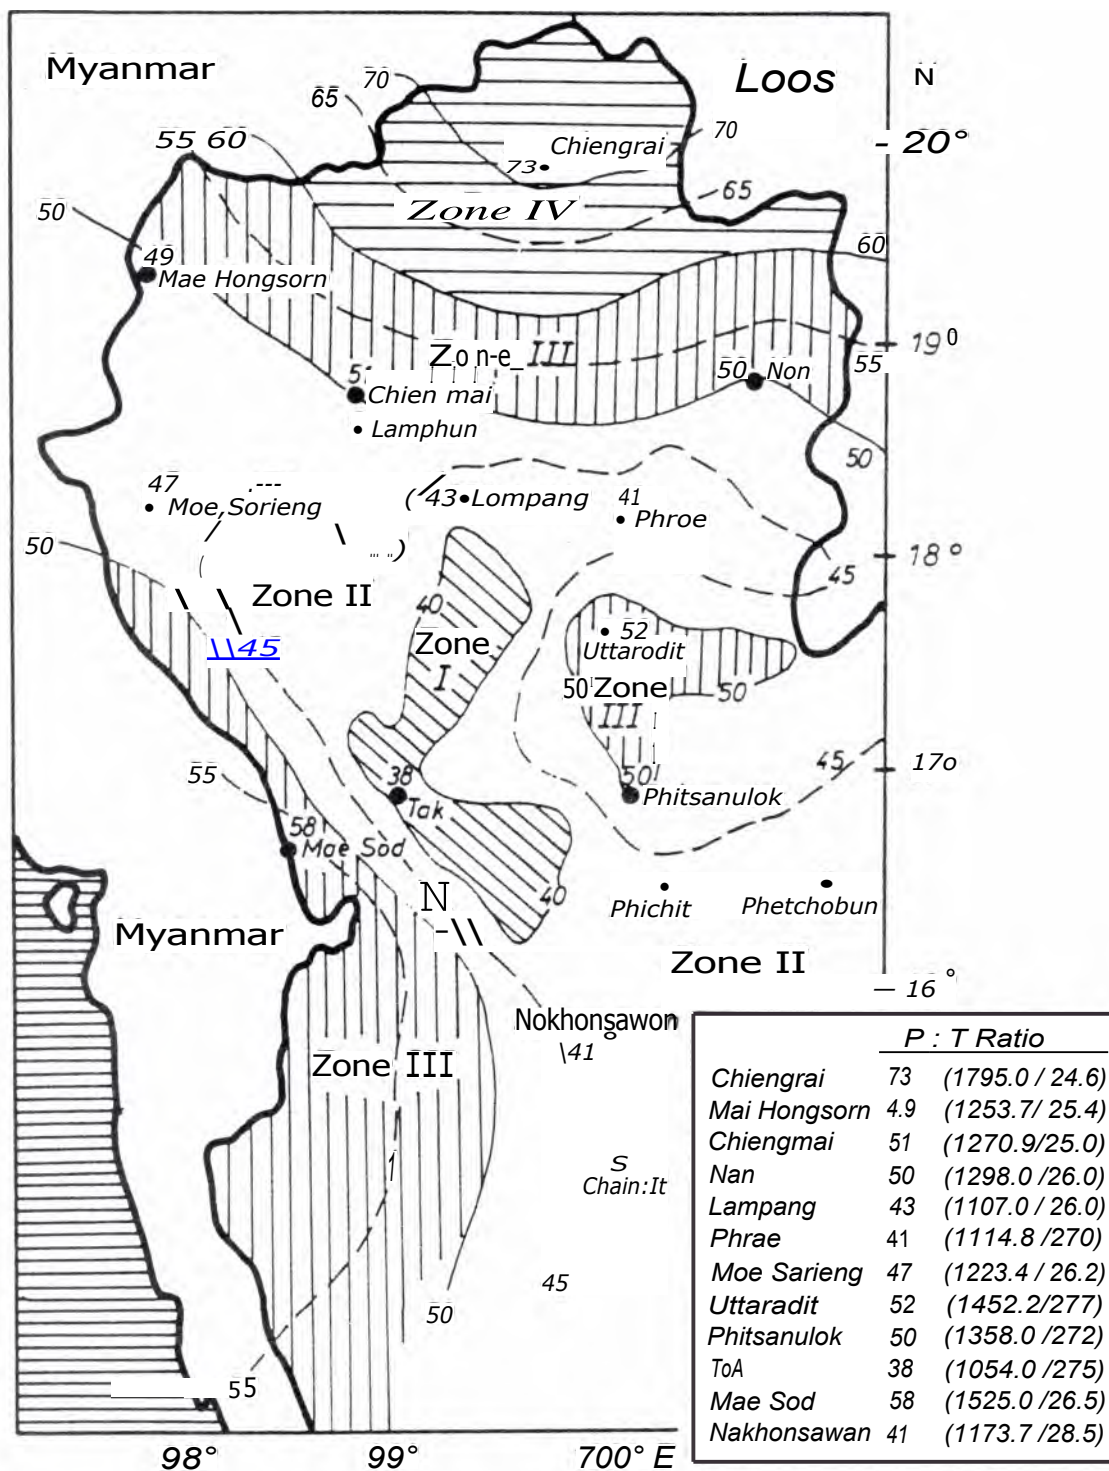 Myanmar
Loos
N
70
65
70
- 20°
Chiengrai
73
55 60
65
Zone IV
50
60
49
Mae Hongsorn
19⁰
Zon-e_III
55
50
Non
51
Chien mai
Lamphun
50
47
.---
Moe,Sorieng
(
43
Lompang
41
Phroe
50
18°
45
Zone II
40
52
Uttarodit
Zone
I
\\45
50
Zone
III
50
17o
45
55
38
50
Phitsanulok
Tak
58
Mae Sod
N
-\\
40
Phichit
Phetchobun
Myanmar
Zone II
— 16°
Nokhonsawon
\41
Zone III
S
Chain:It
45
50
55
98°
99°
700° E
P : T Ratio
Chiengrai 73 (1795.0 / 24.6)
Mai Hongsorn 4.9 (1253.7/ 25.4)
Chiengmai 51 (1270.9/25.0)
Nan 50 (1298.0 /26.0)
Lampang 43 (1107.0 / 26.0)
Phrae 41 (1114.8 /270)
Moe Sarieng 47 (1223.4 / 26.2)
Uttaradit 52 (1452.2/277)
Phitsanulok 50 (1358.0 /272)
ToA 38 (1054.0 /275)
Mae Sod 58 (1525.0 /26.5)
Nakhonsawan 41 (1173.7 /28.5)